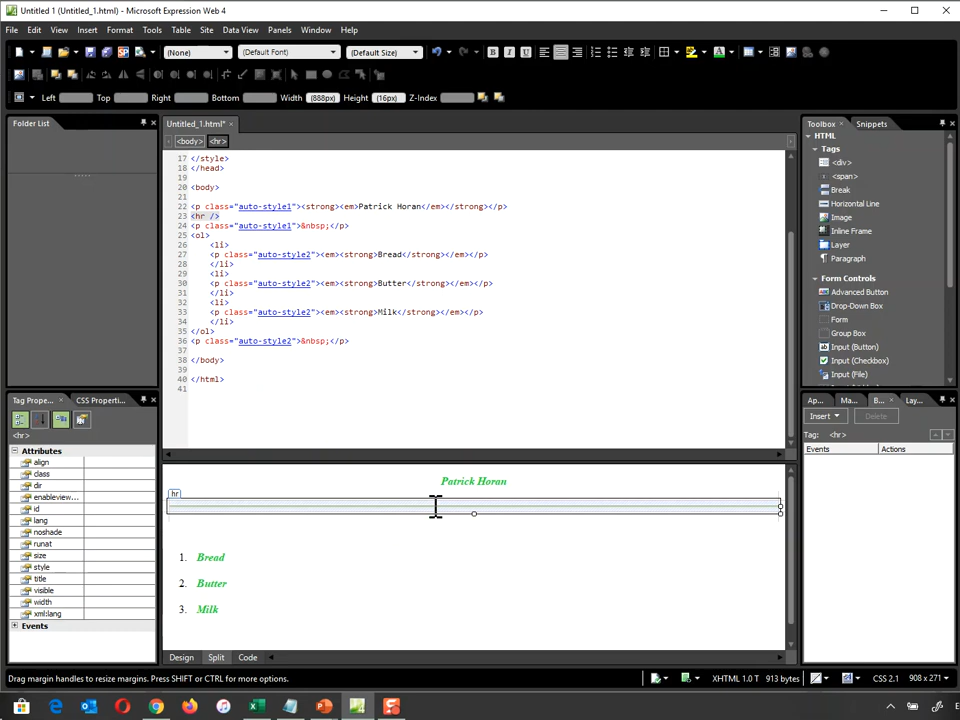 Untitled 1 (Untitled_1.html*) - Microsoft Expression Web 4
File Edit View Insert Format Tools Table Site Data View Panels Window Help
(None) (Default Font) (Default Size) B I U A
Left Top Right Bottom Width (888px) Height (16px) Z-Index
Folder List
Untitled_1.html* ×
<body> <hr>
17 </style>
18 </head>
19
20 <body>
21
22 <p class="auto-style1"><strong><em>Patrick Horan</em></strong></p>
23 <hr />
24 <p class="auto-style1">&nbsp;</p>
25 <ol>
26 <li>
27 <p class="auto-style2"><em><strong>Bread</strong></em></p>
28 </li>
29 <li>
30 <p class="auto-style2"><em><strong>Butter</strong></em></p>
31 </li>
32 <li>
33 <p class="auto-style2"><em><strong>Milk</strong></em></p>
34 </li>
35 </ol>
36 <p class="auto-style2">&nbsp;</p>
37
38 </body>
39
40 </html>
41
Toolbox × Snippets
HTML
Tags
<div>
<span>
Break
Horizontal Line
Image
Inline Frame
Layer
Paragraph
Form Controls
Advanced Button
Drop-Down Box
Form
Group Box
Input (Button)
Input (Checkbox)
Input (File)
Tag Prope... × CSS Properti...
<hr>
Attributes
align
class
dir
enableview...
id
lang
noshade
runat
size
style
title
visible
width
xml:lang
Events
hr
Patrick Horan
1. Bread
2. Butter
3. Milk
Design Split Code
Ap... Ma... B... × Lay...
Insert Delete
Tag: <hr>
Events Actions
Drag margin handles to resize margins. Press SHIFT or CTRL for more options. XHTML 1.0 T 913 bytes CSS 2.1 908 x 271